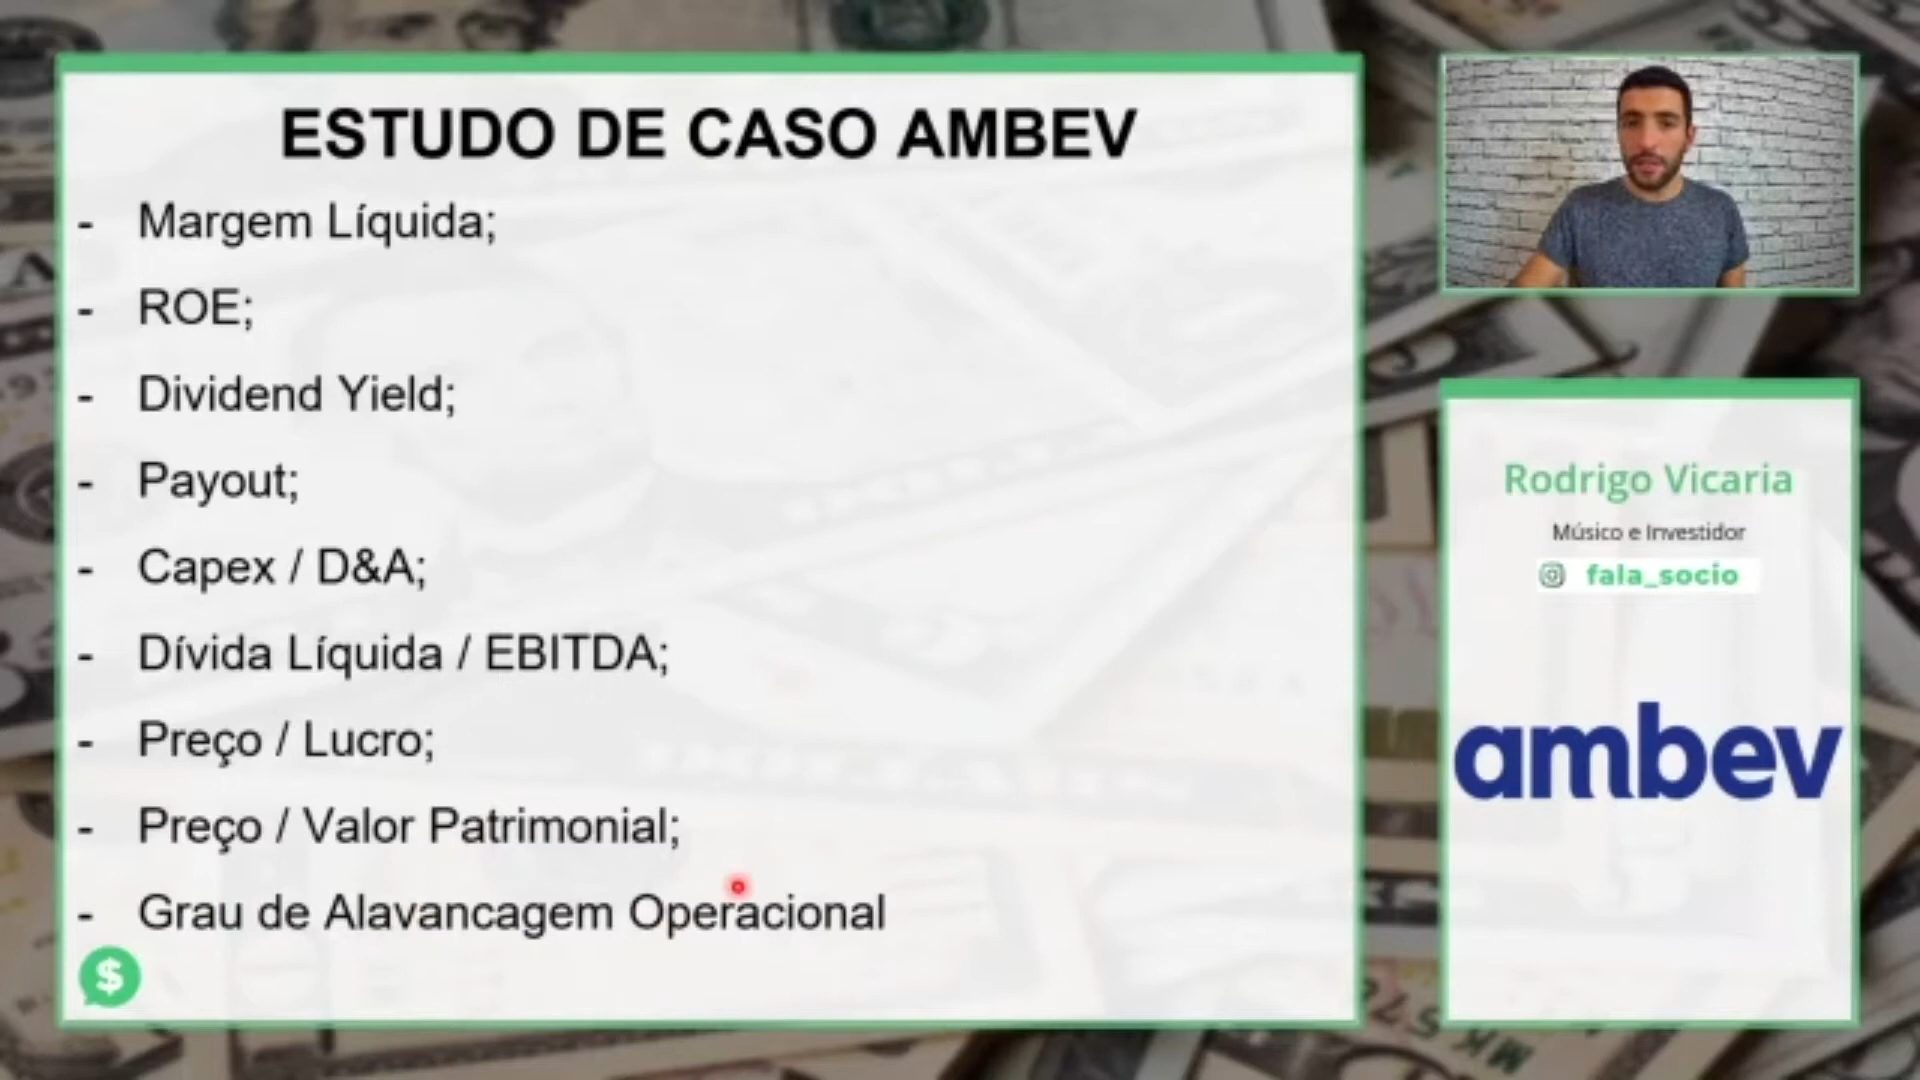 ESTUDO DE CASO AMBEV
- Margem Líquida;
- ROE;
- Dividend Yield;
- Payout;
- Capex / D&A;
- Dívida Líquida / EBITDA;
- Preço / Lucro;
- Preço / Valor Patrimonial;
- Grau de Alavancagem Operacional
$
Rodrigo Vicaria
Músico e Investidor
fala_socio
ambev